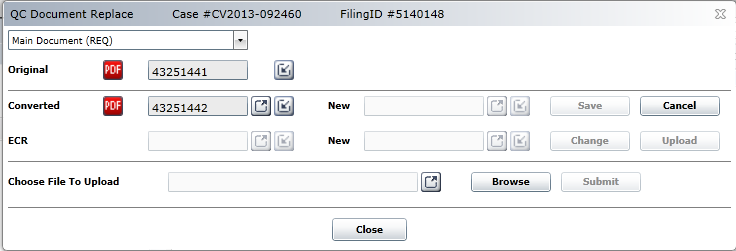 QC Document Replace Case #CV2013-092460 FilingID #5140148
Main Document (REQ)
Original PDF 43251441
Converted PDF 43251442 New Save Cancel
ECR New Change Upload
Choose File To Upload Browse Submit
Close